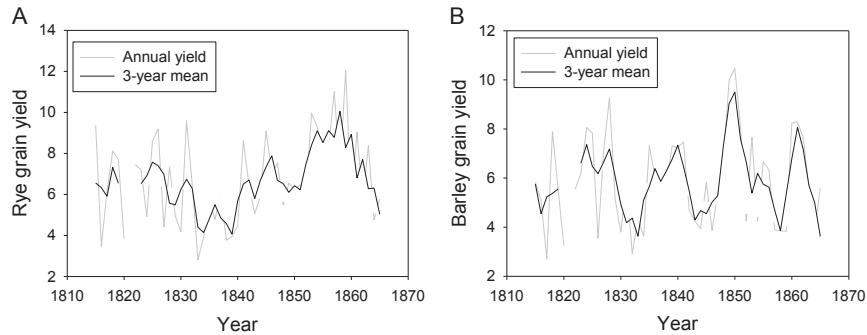 A
Rye grain yield
14
12
10
8
6
4
2
Annual yield
3-year mean
1810 1820 1830 1840 1850 1860 1870
Year
B
Barley grain yield
12
10
8
6
4
2
Annual yield
3-year mean
1810 1820 1830 1840 1850 1860 1870
Year